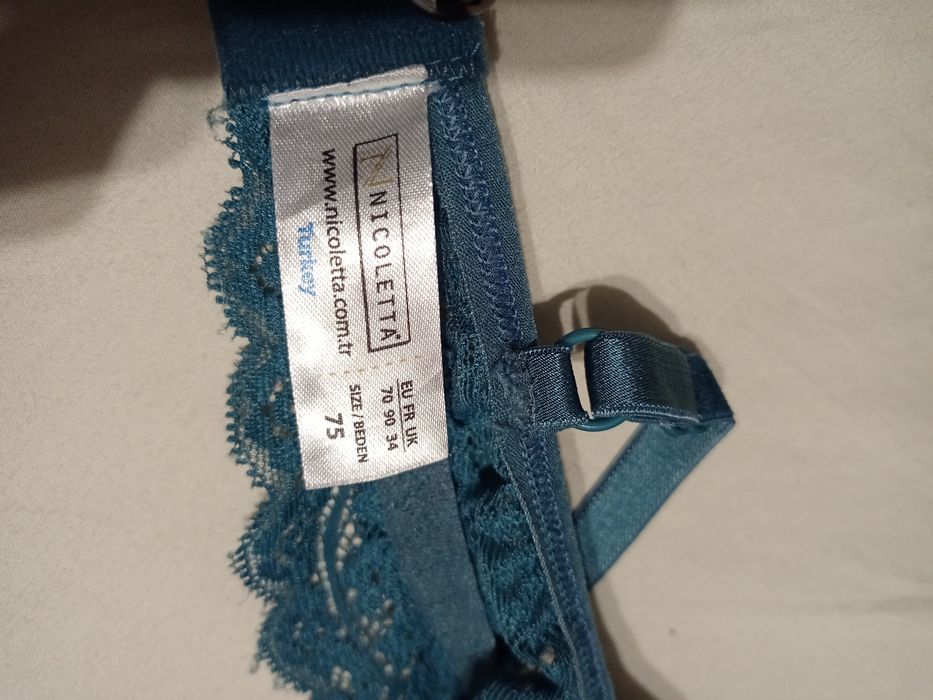 NICOLETTA®
www.nicoletta.com.tr
Turkey
EU FR UK
70 90 34
SIZE / BEDEN
75